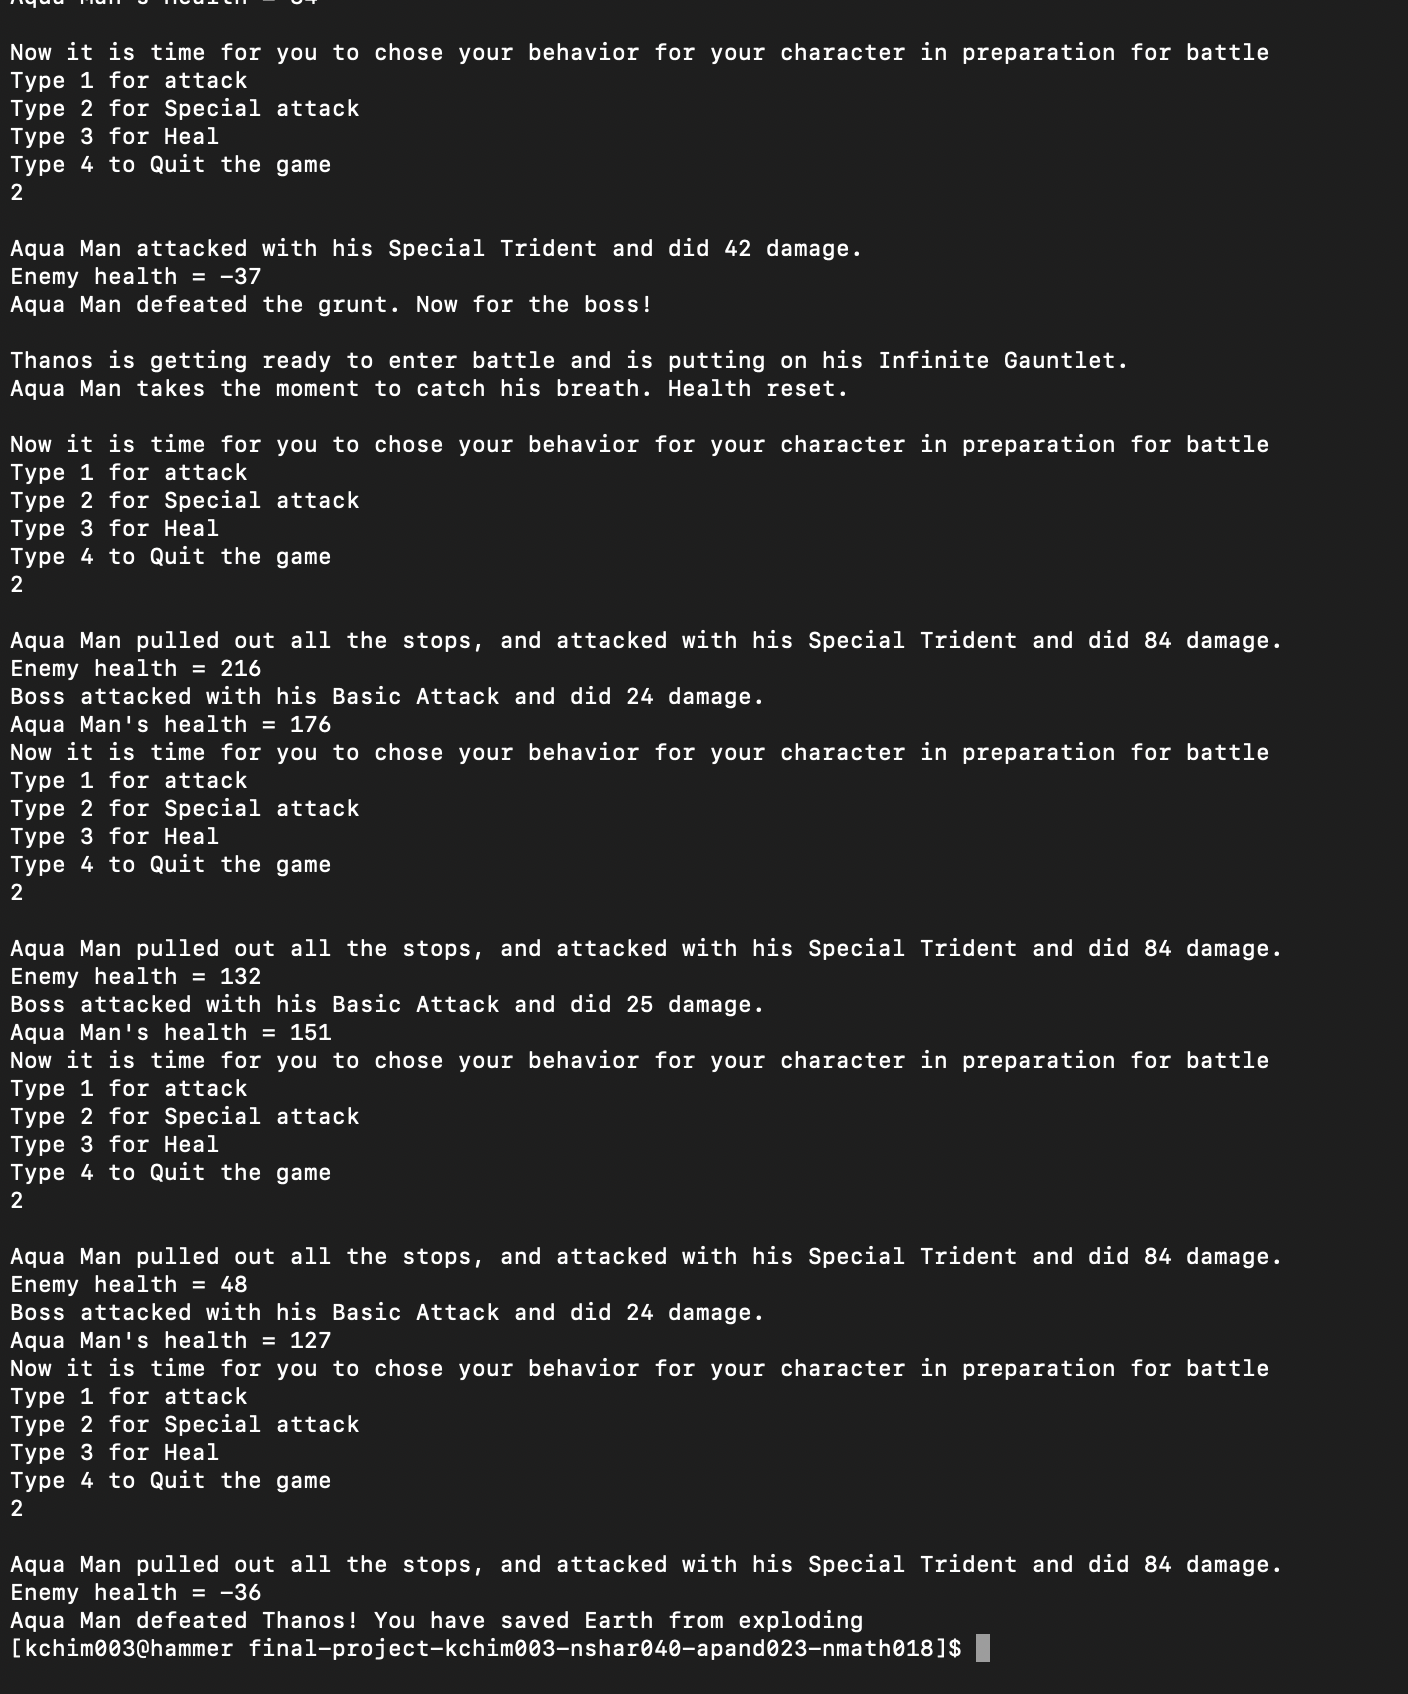 Aqua Man's health = 84

Now it is time for you to chose your behavior for your character in preparation for battle
Type 1 for attack
Type 2 for Special attack
Type 3 for Heal
Type 4 to Quit the game
2

Aqua Man attacked with his Special Trident and did 42 damage.
Enemy health = -37
Aqua Man defeated the grunt. Now for the boss!

Thanos is getting ready to enter battle and is putting on his Infinite Gauntlet.
Aqua Man takes the moment to catch his breath. Health reset.

Now it is time for you to chose your behavior for your character in preparation for battle
Type 1 for attack
Type 2 for Special attack
Type 3 for Heal
Type 4 to Quit the game
2

Aqua Man pulled out all the stops, and attacked with his Special Trident and did 84 damage.
Enemy health = 216
Boss attacked with his Basic Attack and did 24 damage.
Aqua Man's health = 176
Now it is time for you to chose your behavior for your character in preparation for battle
Type 1 for attack
Type 2 for Special attack
Type 3 for Heal
Type 4 to Quit the game
2

Aqua Man pulled out all the stops, and attacked with his Special Trident and did 84 damage.
Enemy health = 132
Boss attacked with his Basic Attack and did 25 damage.
Aqua Man's health = 151
Now it is time for you to chose your behavior for your character in preparation for battle
Type 1 for attack
Type 2 for Special attack
Type 3 for Heal
Type 4 to Quit the game
2

Aqua Man pulled out all the stops, and attacked with his Special Trident and did 84 damage.
Enemy health = 48
Boss attacked with his Basic Attack and did 24 damage.
Aqua Man's health = 127
Now it is time for you to chose your behavior for your character in preparation for battle
Type 1 for attack
Type 2 for Special attack
Type 3 for Heal
Type 4 to Quit the game
2

Aqua Man pulled out all the stops, and attacked with his Special Trident and did 84 damage.
Enemy health = -36
Aqua Man defeated Thanos! You have saved Earth from exploding
[kchim003@hammer final-project-kchim003-nshar040-apand023-nmath018]$